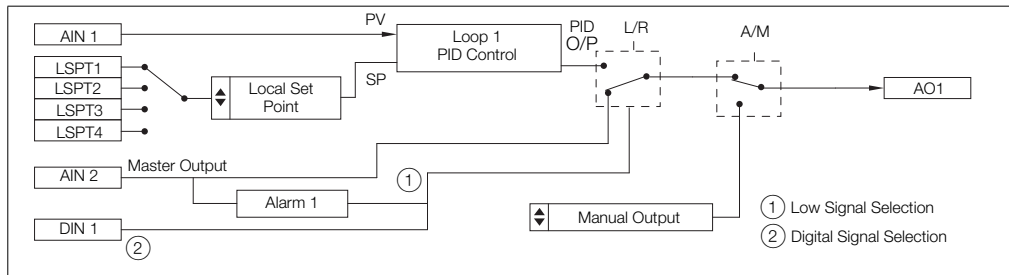 AIN 1
PV
Loop 1
PID Control
PID
O/P
L/R
A/M
LSPT1
LSPT2
LSPT3
LSPT4
Local Set
Point
SP
AO1
AIN 2
Master Output
Alarm 1
1
DIN 1
2
Manual Output
1 Low Signal Selection
2 Digital Signal Selection